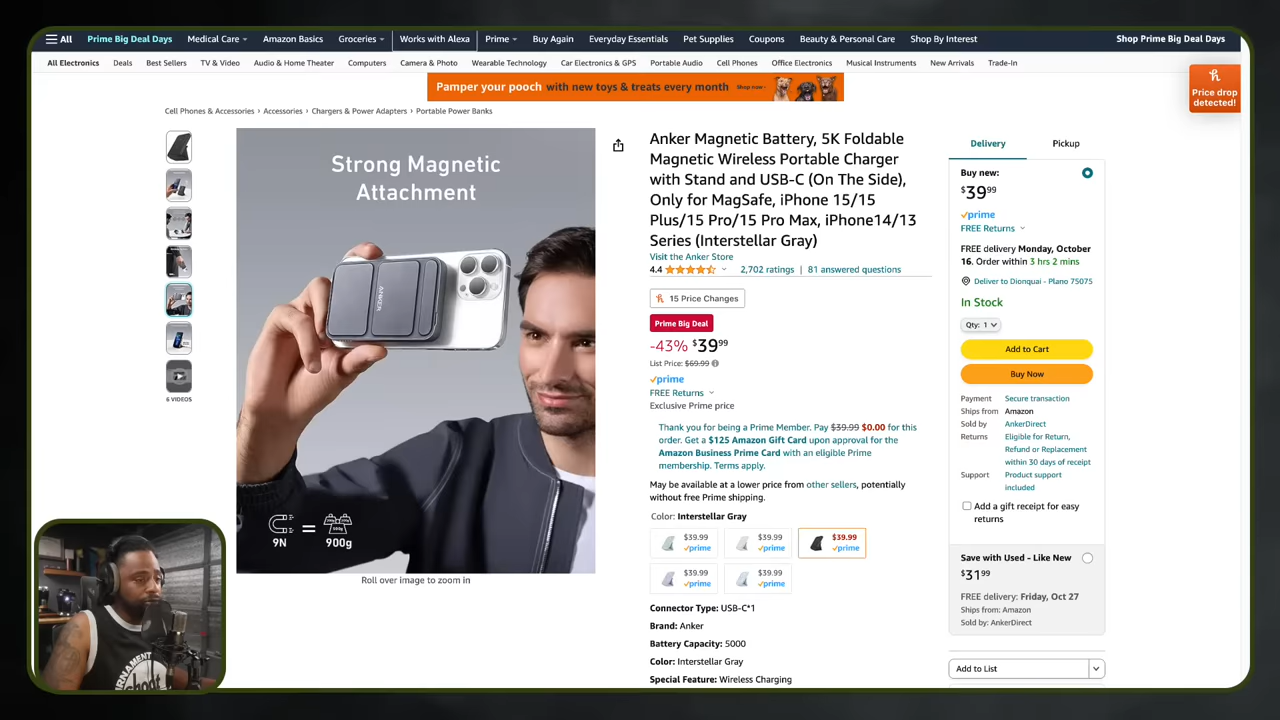 All
Prime Big Deal Days
Medical Care
Amazon Basics
Groceries
Works with Alexa
Prime
Buy Again
Everyday Essentials
Pet Supplies
Coupons
Beauty & Personal Care
Shop By Interest
Shop Prime Big Deal Days
All Electronics
Deals
Best Sellers
TV & Video
Audio & Home Theater
Computers
Camera & Photo
Wearable Technology
Car Electronics & GPS
Portable Audio
Cell Phones
Office Electronics
Musical Instruments
New Arrivals
Trade-In
Pamper your pooch with new toys & treats every month Shop now ›
Price drop
detected!
Cell Phones & Accessories › Accessories › Chargers & Power Adapters › Portable Power Banks
6 VIDEOS
Strong Magnetic
Attachment
ANKER
9N = 900g
Roll over image to zoom in
Anker Magnetic Battery, 5K Foldable
Magnetic Wireless Portable Charger
with Stand and USB-C (On The Side),
Only for MagSafe, iPhone 15/15
Plus/15 Pro/15 Pro Max, iPhone14/13
Series (Interstellar Gray)
Visit the Anker Store
4.4 2,702 ratings | 81 answered questions
15 Price Changes
Prime Big Deal
-43% $39 99
List Price: $69.99
prime
FREE Returns
Exclusive Prime price
Thank you for being a Prime Member. Pay $39.99 $0.00 for this
order. Get a $125 Amazon Gift Card upon approval for the
Amazon Business Prime Card with an eligible Prime
membership. Terms apply.
May be available at a lower price from other sellers, potentially
without free Prime shipping.
Color: Interstellar Gray
$39.99
prime
$39.99
prime
$39.99
prime
$39.99
prime
$39.99
prime
Connector Type: USB-C*1
Brand: Anker
Battery Capacity: 5000
Color: Interstellar Gray
Special Feature: Wireless Charging
Delivery
Pickup
Buy new:
$39 99
prime
FREE Returns
FREE delivery Monday, October
16. Order within 3 hrs 2 mins
Deliver to Dionquai - Plano 75075
In Stock
Qty: 1
Add to Cart
Buy Now
Payment Secure transaction
Ships from Amazon
Sold by AnkerDirect
Returns Eligible for Return,
Refund or Replacement
within 30 days of receipt
Support Product support
included
Add a gift receipt for easy
returns
Save with Used - Like New
$31 99
FREE delivery: Friday, Oct 27
Ships from: Amazon
Sold by: AnkerDirect
Add to List